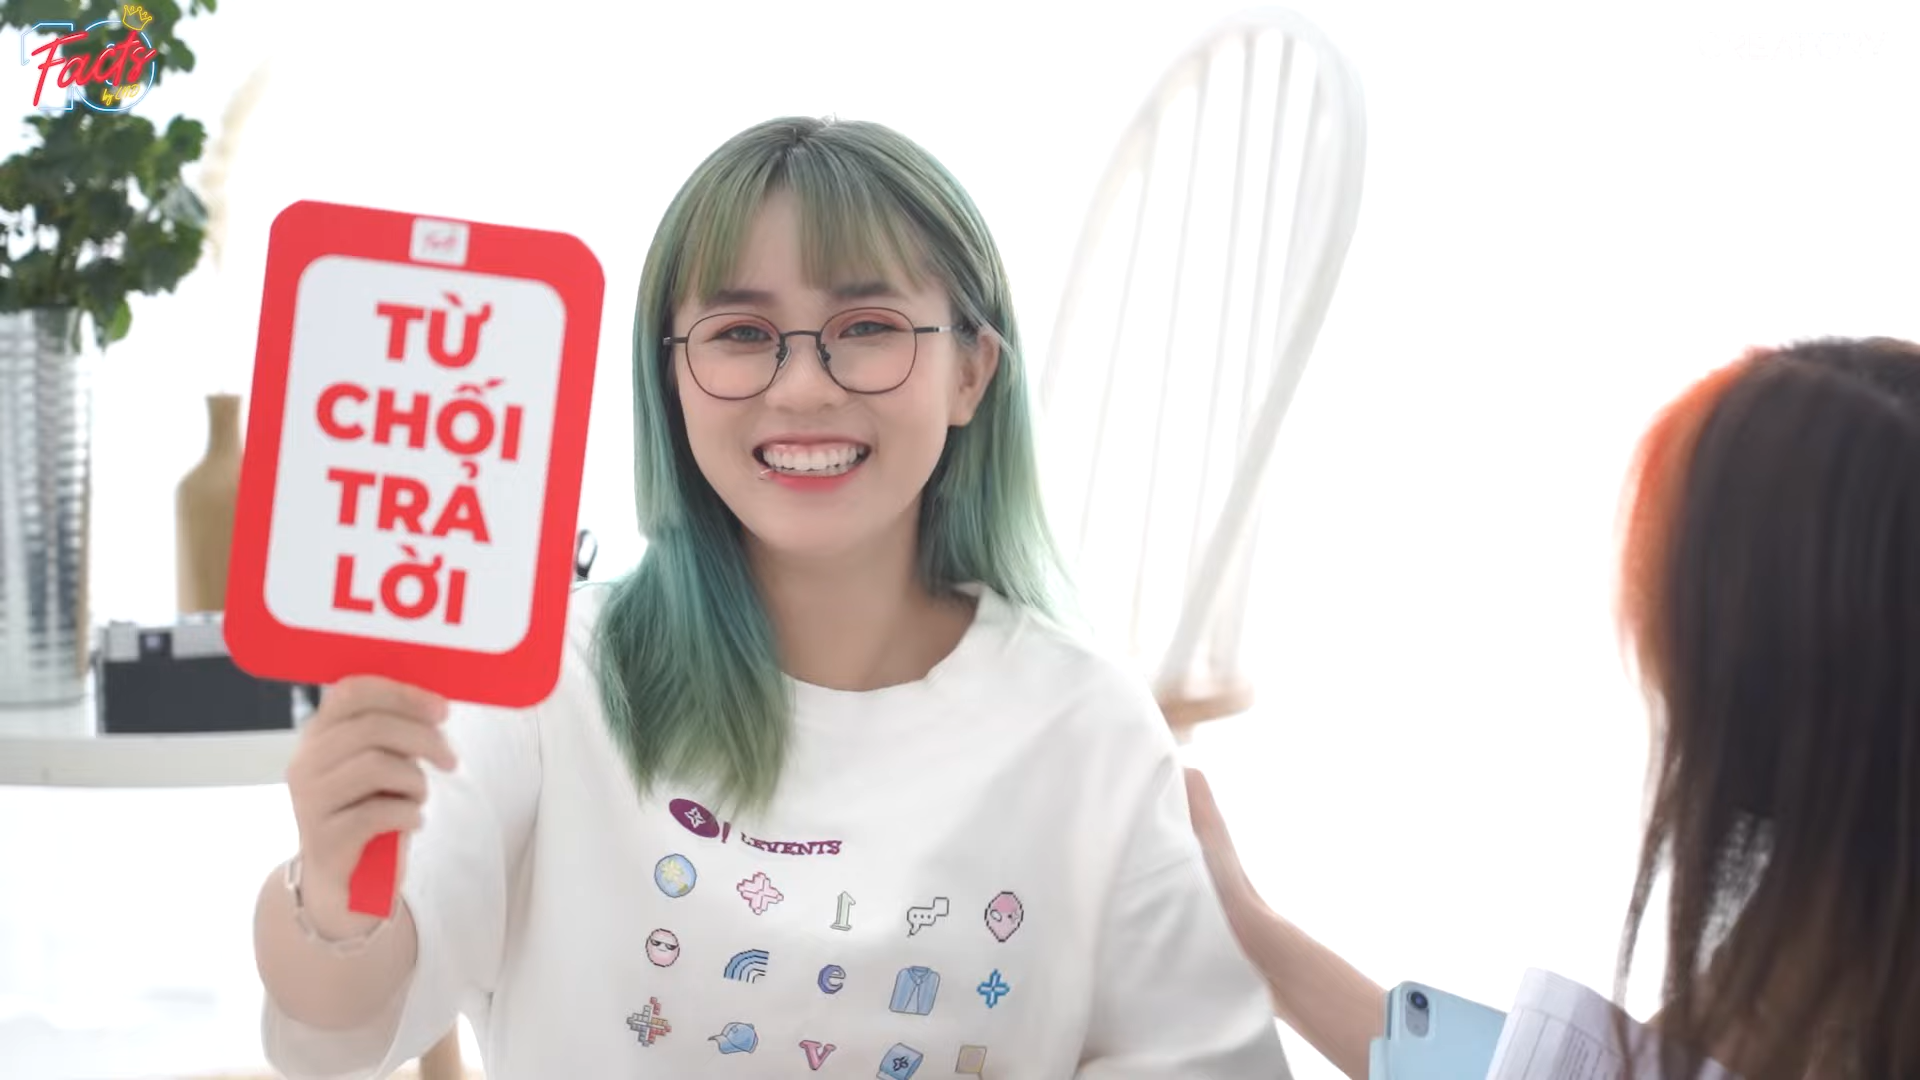 Facts
TỪ
CHỐI
TRẢ
LỜI
LEVENTS